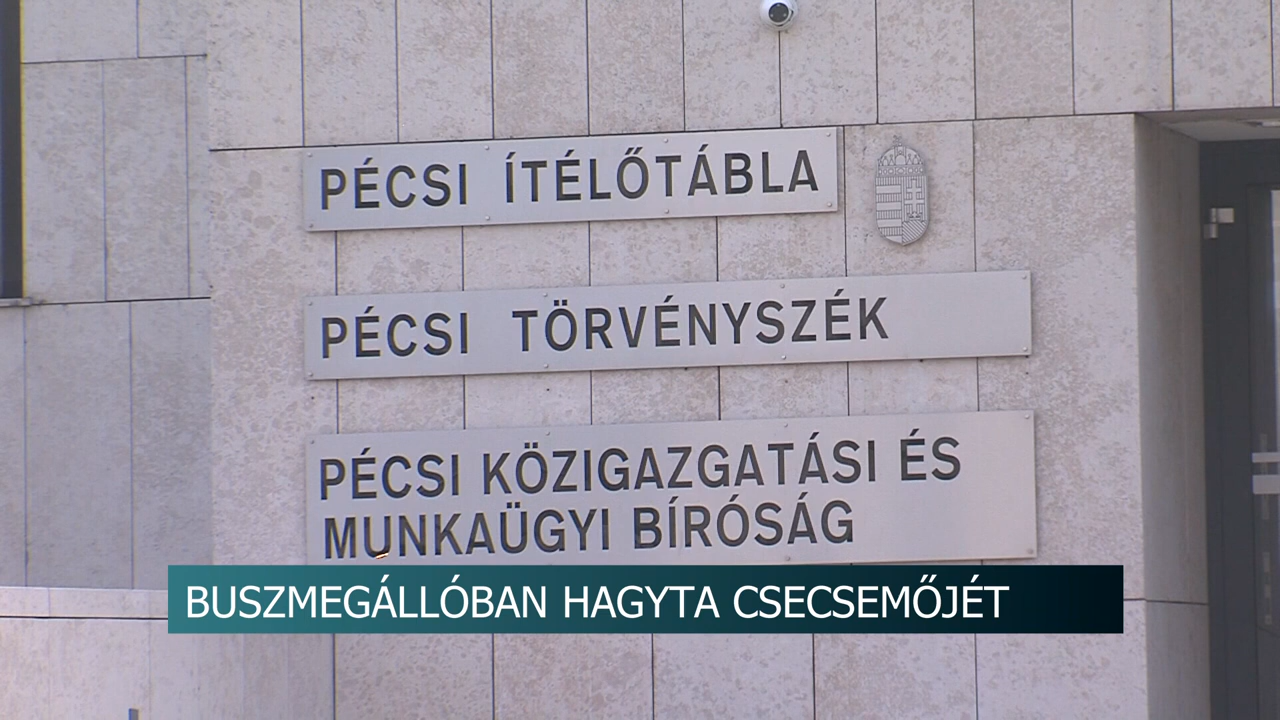 PÉCSI ÍTÉLŐTÁBLA
PÉCSI TÖRVÉNYSZÉK
PÉCSI KÖZIGAZGATÁSI ÉS
MUNKAÜGYI BÍRÓSÁG
BUSZMEGÁLLÓBAN HAGYTA CSECSEMŐJÉT